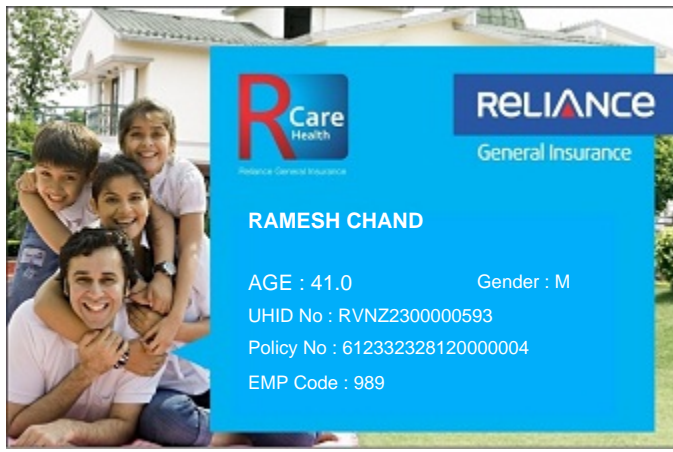 R Care
Health
Reliance General Insurance
RELIANCE
General Insurance
RAMESH CHAND
AGE : 41.0 Gender : M
UHID No : RVNZ2300000593
Policy No : 612332328120000004
EMP Code : 989